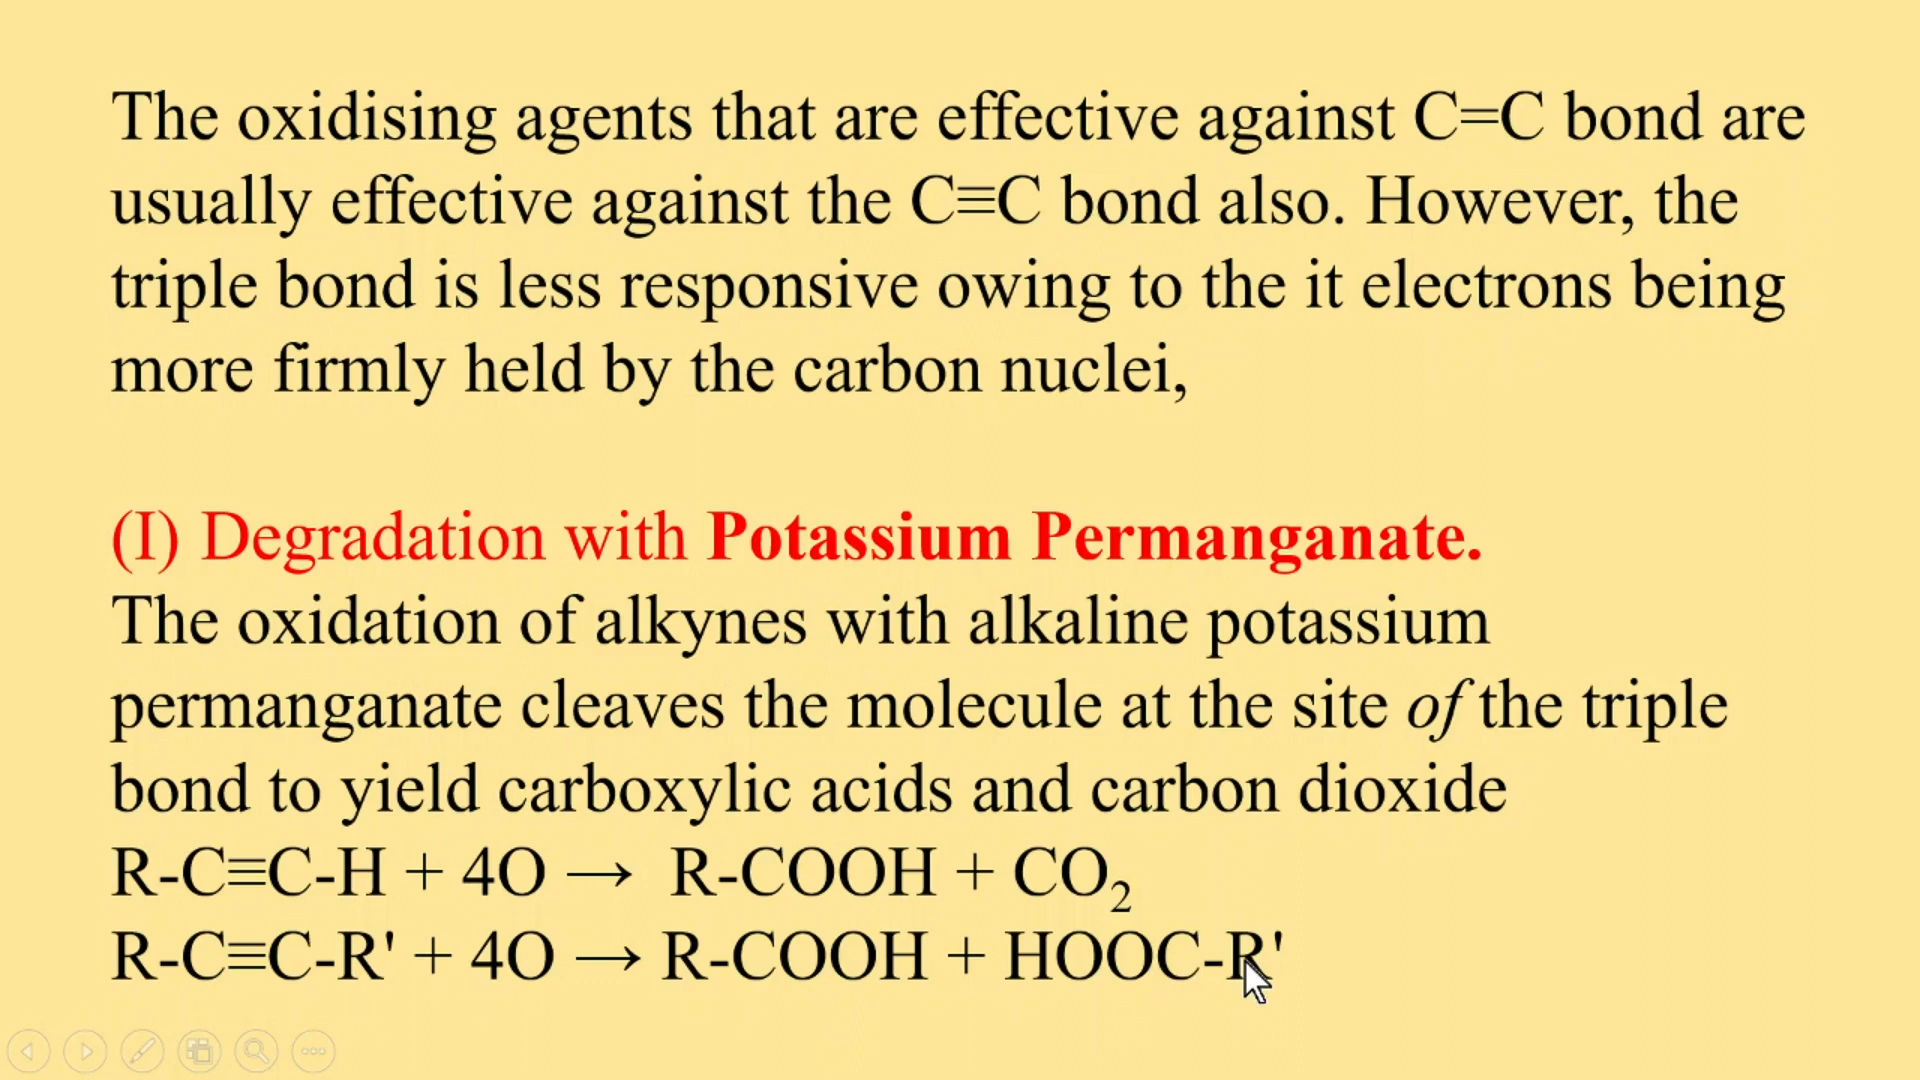 The oxidising agents that are effective against C=C bond are
usually effective against the C≡C bond also. However, the
triple bond is less responsive owing to the it electrons being
more firmly held by the carbon nuclei,
(I) Degradation with Potassium Permanganate.
The oxidation of alkynes with alkaline potassium
permanganate cleaves the molecule at the site of the triple
bond to yield carboxylic acids and carbon dioxide
R-C≡C-H + 4O → R-COOH + CO₂
R-C≡C-R' + 4O → R-COOH + HOOC-R'